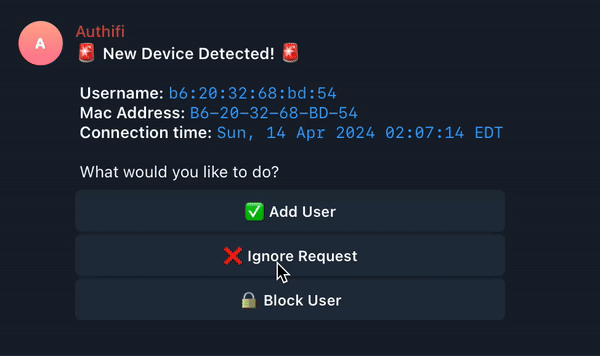 A
Authifi
🚨 New Device Detected! 🚨
Username: b6:20:32:68:bd:54
Mac Address: B6-20-32-68-BD-54
Connection time: Sun, 14 Apr 2024 02:07:14 EDT
What would you like to do?
✅ Add User
❌ Ignore Request
🔒 Block User